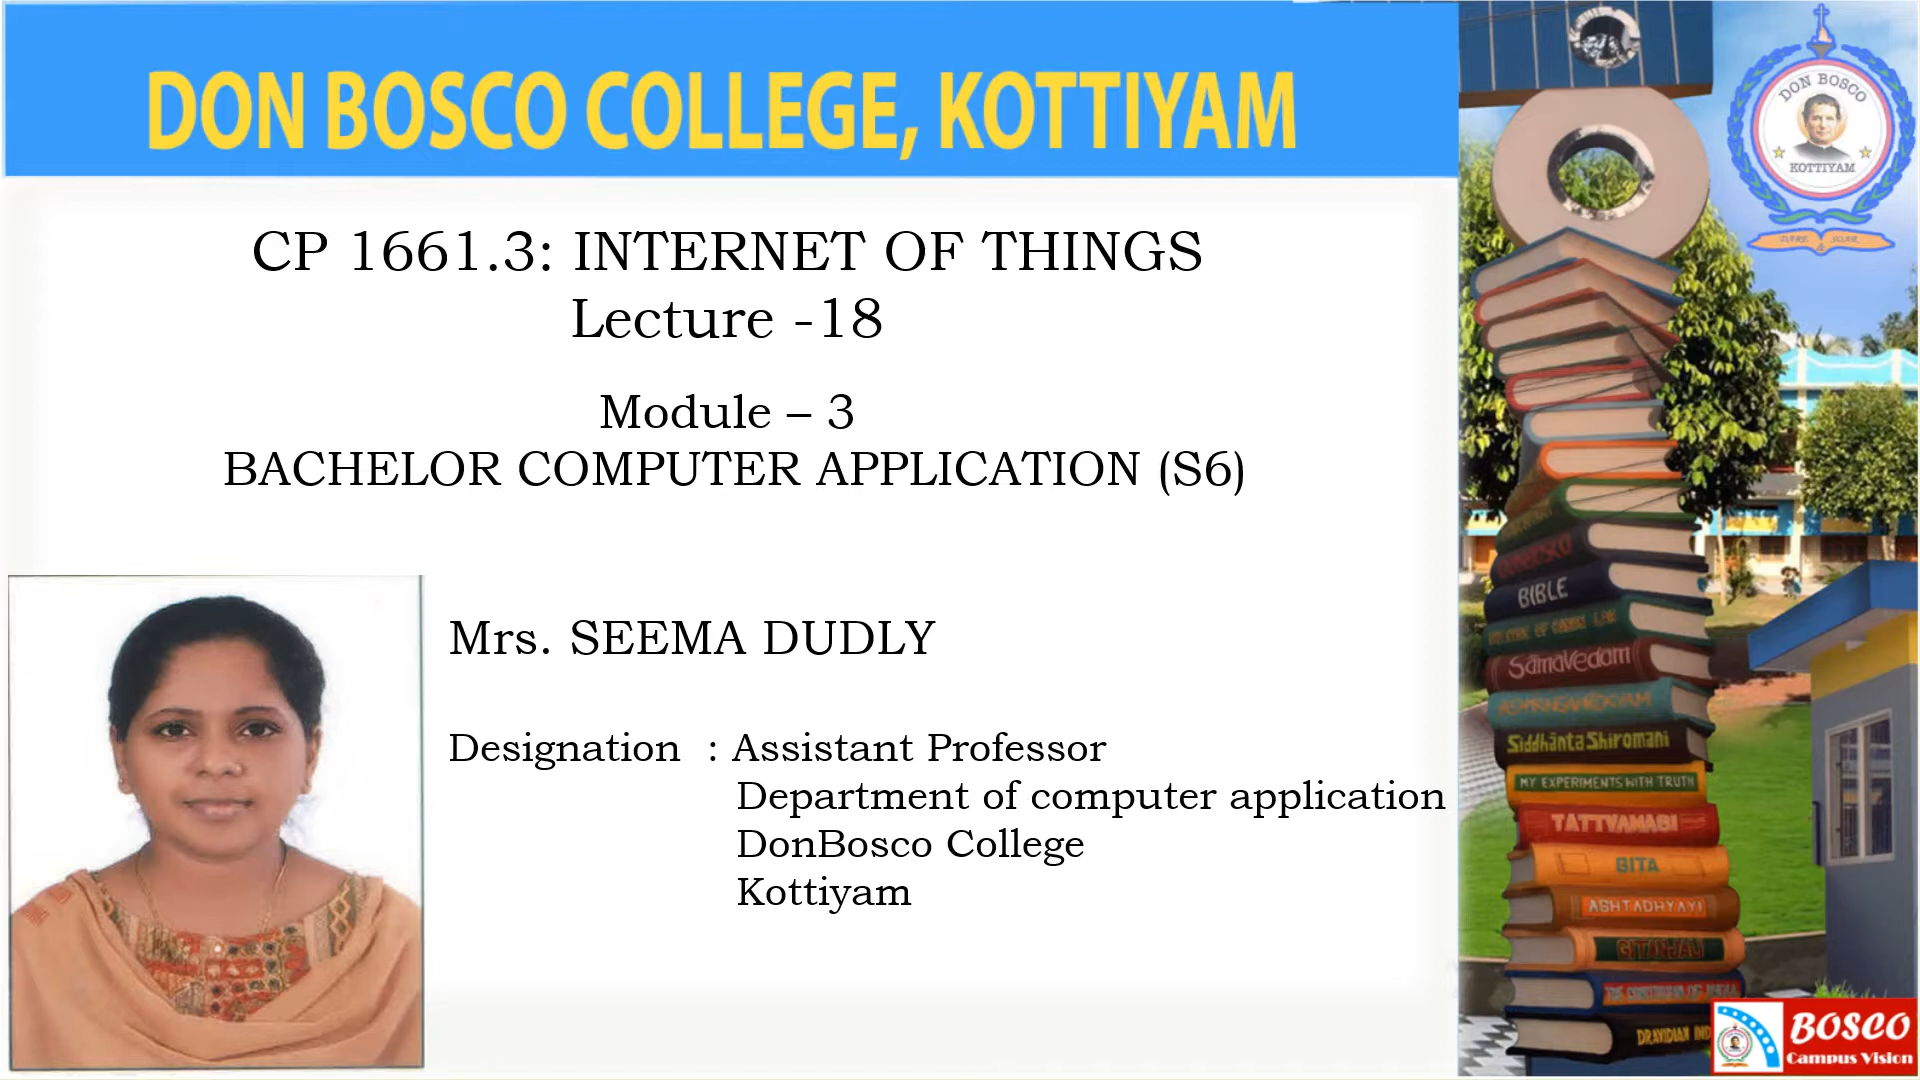 DON BOSCO COLLEGE, KOTTIYAM
CP 1661.3: INTERNET OF THINGS
Lecture -18
Module – 3
BACHELOR COMPUTER APPLICATION (S6)
Mrs. SEEMA DUDLY
Designation : Assistant Professor
Department of computer application
DonBosco College
Kottiyam
DON BOSCO
KOTTIYAM
BIBLE
Samavedam
Siddhanta Shiromani
MY EXPERIMENTS WITH TRUTH
TATTVAMASI
GITA
ASHTADHYAYI
GITANJALI
DRAVIDIAN IND
BOSCO
Campus Vision